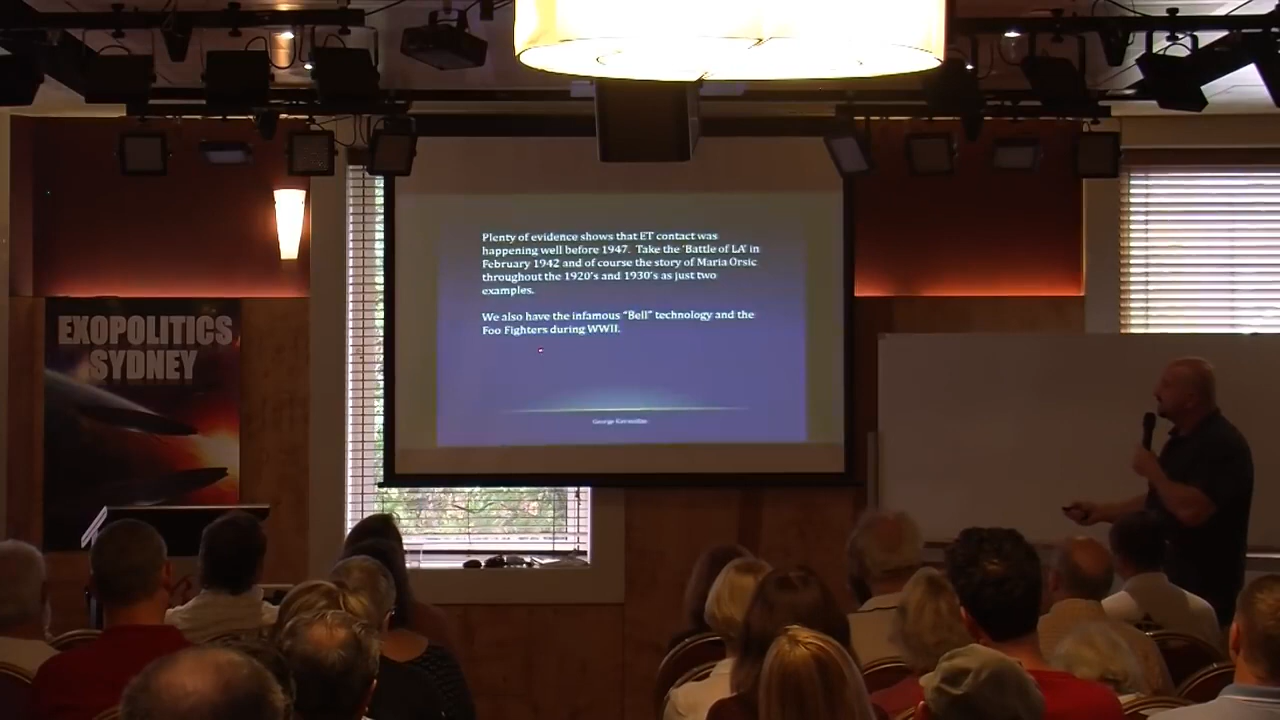 EXOPOLITICS
SYDNEY
Plenty of evidence shows that ET contact was
happening well before 1947. Take the 'Battle of LA' in
February 1942 and of course the story of Maria Orsic
throughout the 1920's and 1930's as just two
examples.
We also have the infamous "Bell" technology and the
Foo Fighters during WWII.
George